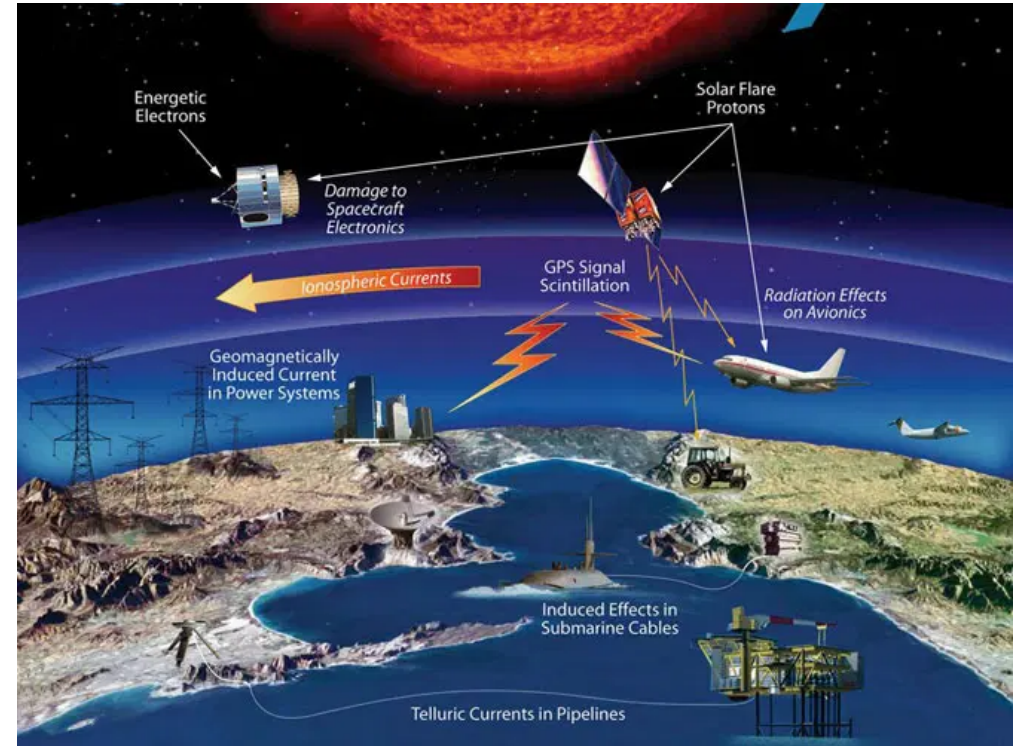 Energetic
Electrons
Solar Flare
Protons
Damage to
Spacecraft
Electronics
Ionospheric Currents
GPS Signal
Scintillation
Radiation Effects
on Avionics
Geomagnetically
Induced Current
in Power Systems
Induced Effects in
Submarine Cables
Telluric Currents in Pipelines